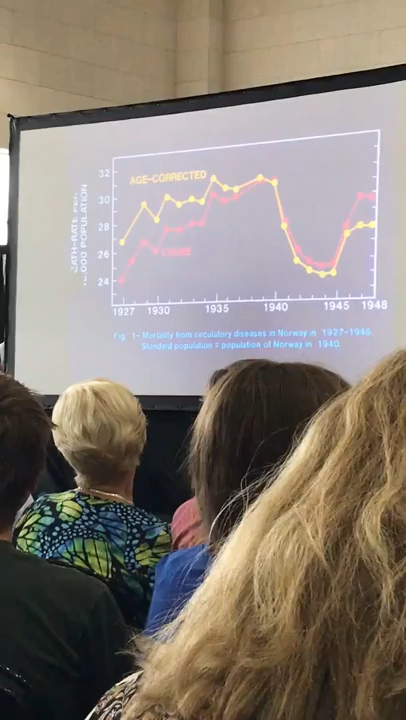 AGE-CORRECTED
CRUDE
POPULATION
32
30
28
26
24
1927 1930 1935 1940 1945 1948
Fig. 1- Mortality from circulatory diseases in Norway in 1927-1948.
Standard population = population of Norway in 1940.